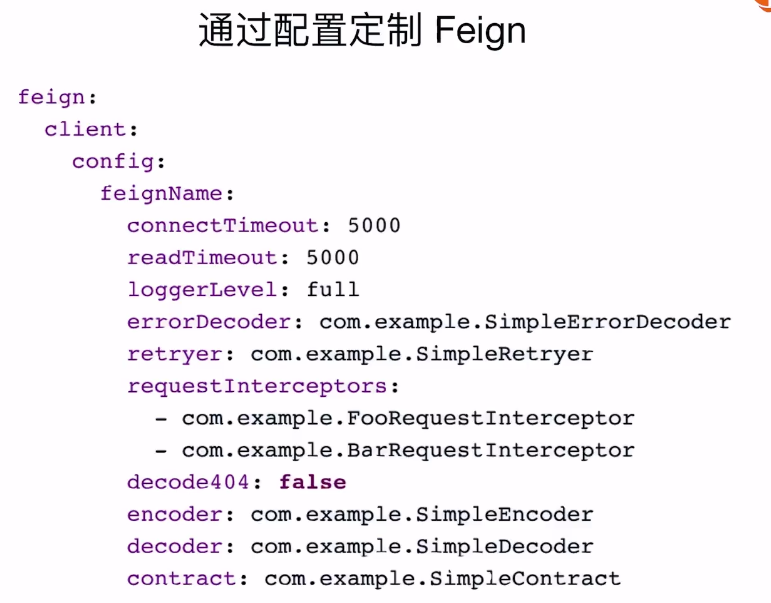 通过配置定制 Feign
feign:
  client:
    config:
      feignName:
        connectTimeout: 5000
        readTimeout: 5000
        loggerLevel: full
        errorDecoder: com.example.SimpleErrorDecoder
        retryer: com.example.SimpleRetryer
        requestInterceptors:
          - com.example.FooRequestInterceptor
          - com.example.BarRequestInterceptor
        decode404: false
        encoder: com.example.SimpleEncoder
        decoder: com.example.SimpleDecoder
        contract: com.example.SimpleContract